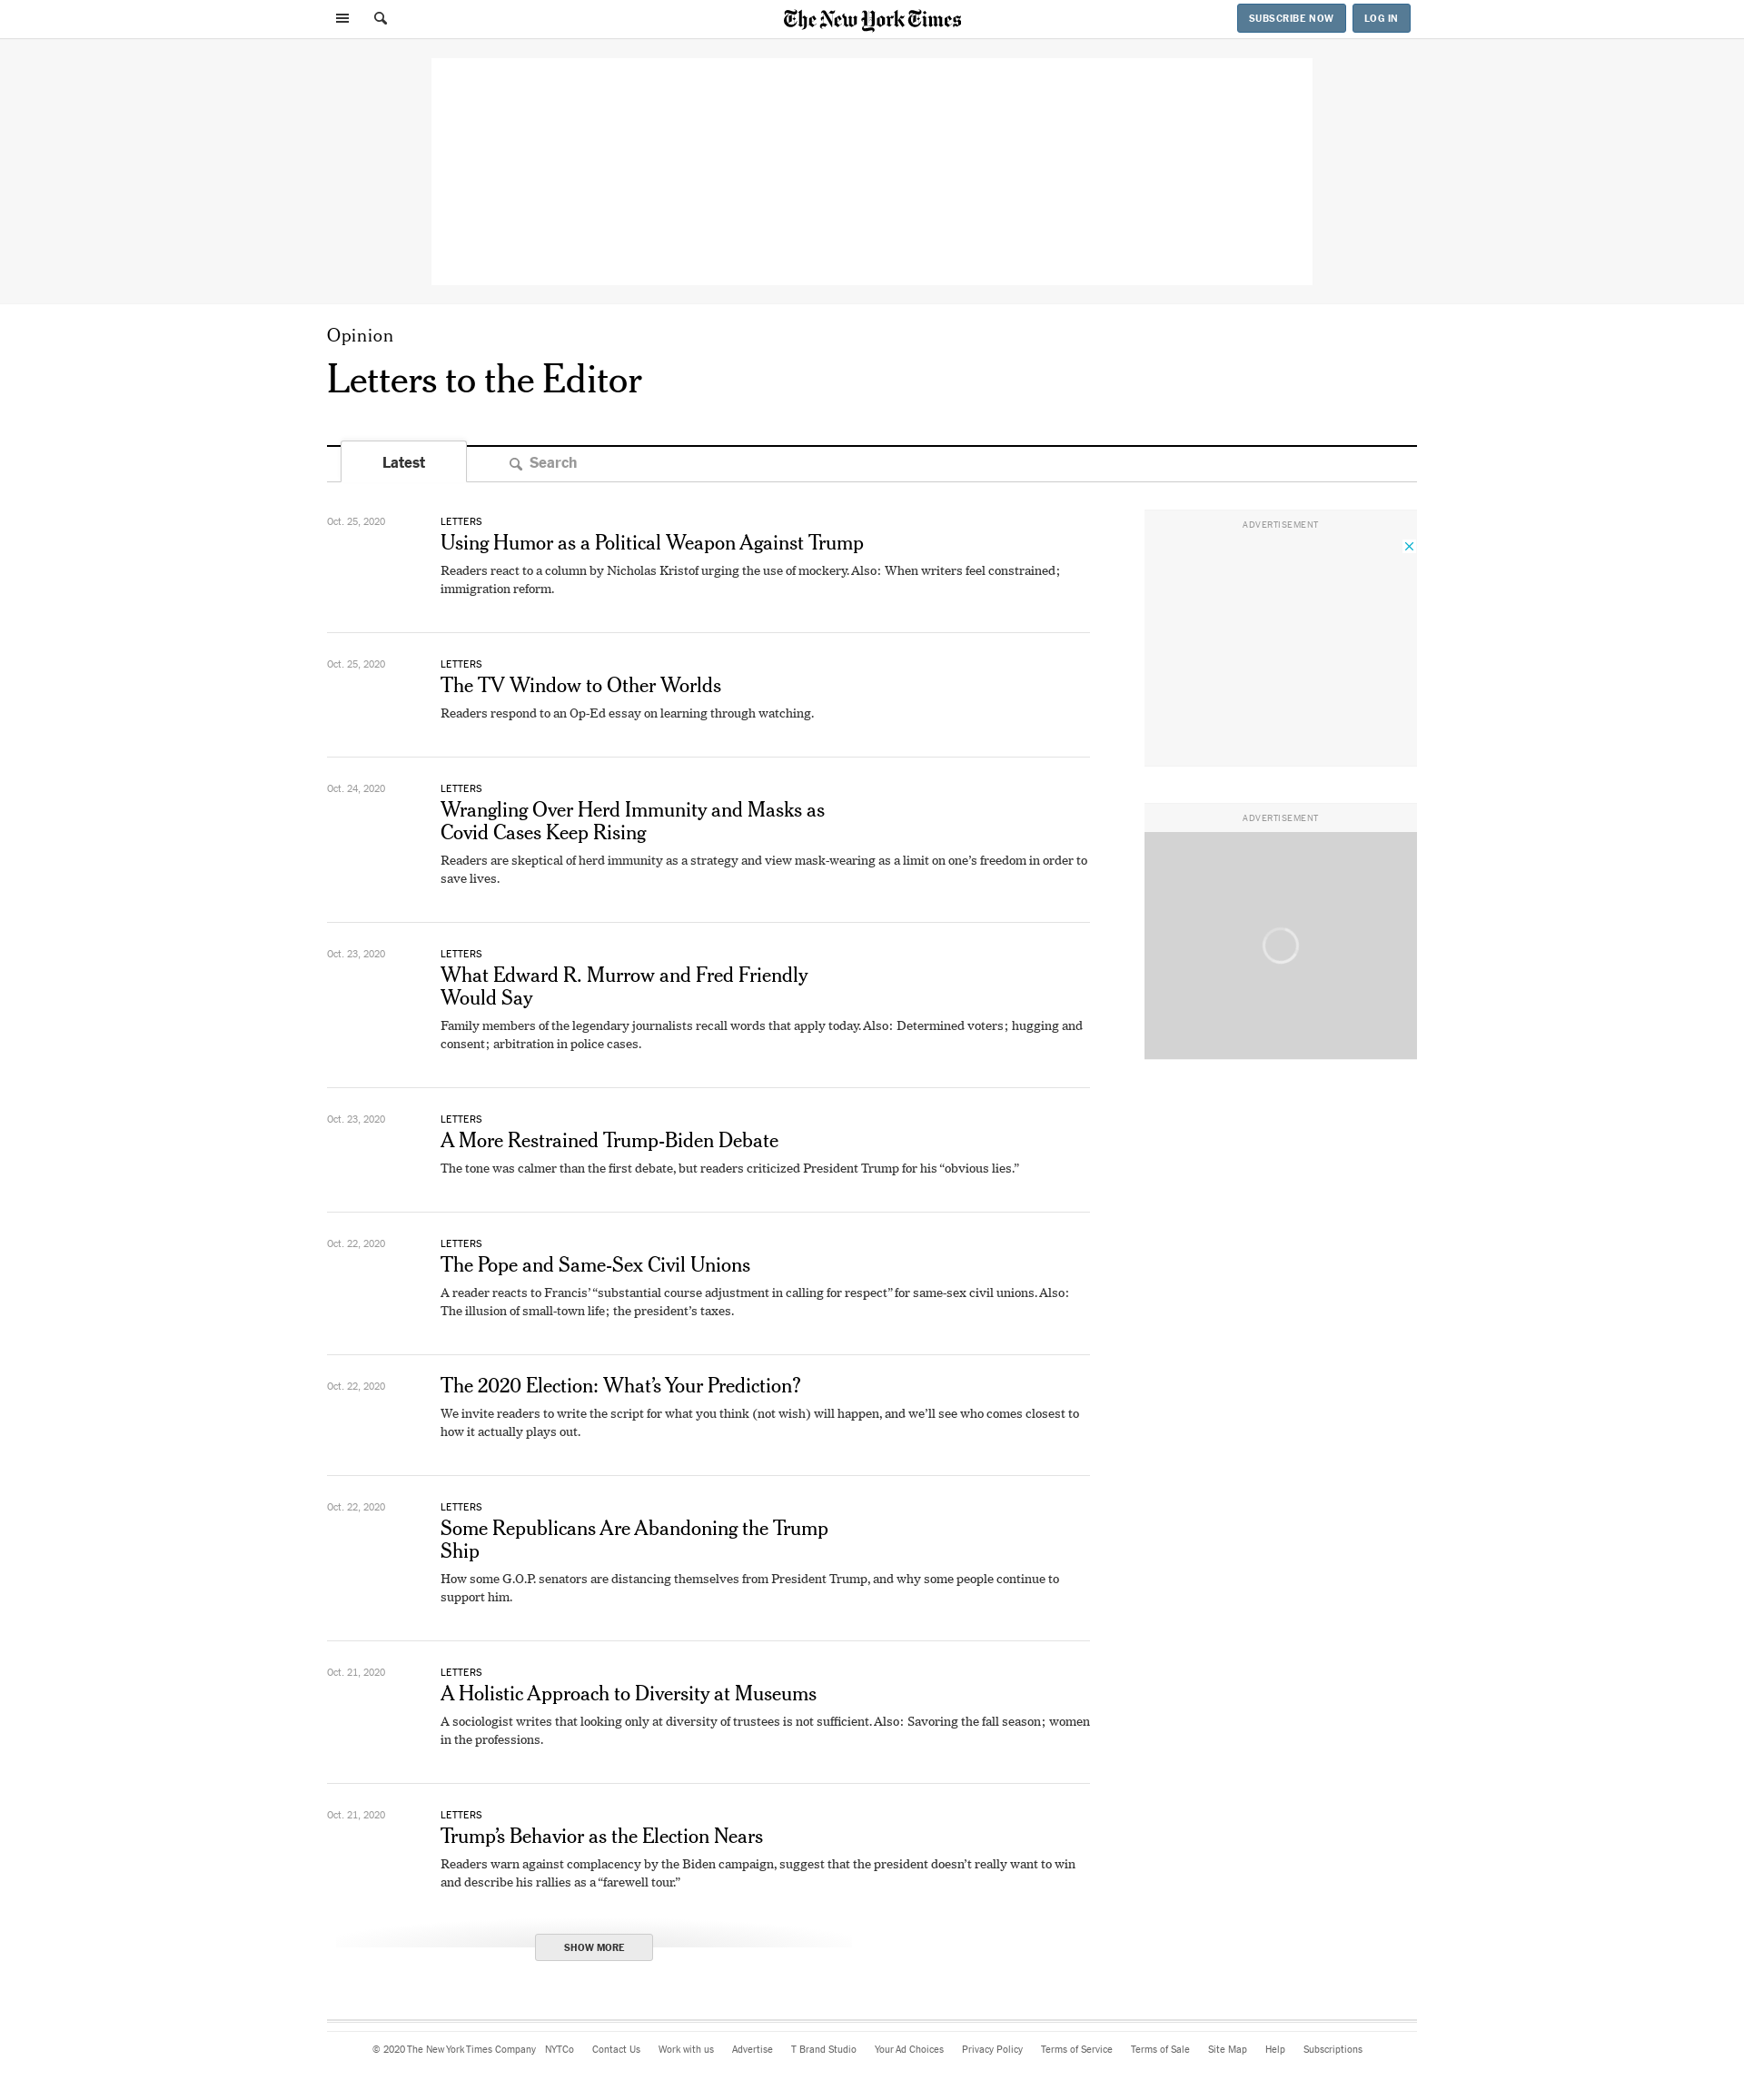 The New York Times
SUBSCRIBE NOW
LOG IN
Opinion
Letters to the Editor
Latest
Search
Oct. 25, 2020
LETTERS
Using Humor as a Political Weapon Against Trump
Readers react to a column by Nicholas Kristof urging the use of mockery. Also: When writers feel constrained;
immigration reform.
Oct. 25, 2020
LETTERS
The TV Window to Other Worlds
Readers respond to an Op-Ed essay on learning through watching.
Oct. 24, 2020
LETTERS
Wrangling Over Herd Immunity and Masks as
Covid Cases Keep Rising
Readers are skeptical of herd immunity as a strategy and view mask-wearing as a limit on one’s freedom in order to
save lives.
Oct. 23, 2020
LETTERS
What Edward R. Murrow and Fred Friendly
Would Say
Family members of the legendary journalists recall words that apply today. Also: Determined voters; hugging and
consent; arbitration in police cases.
Oct. 23, 2020
LETTERS
A More Restrained Trump-Biden Debate
The tone was calmer than the first debate, but readers criticized President Trump for his “obvious lies.”
Oct. 22, 2020
LETTERS
The Pope and Same-Sex Civil Unions
A reader reacts to Francis’ “substantial course adjustment in calling for respect” for same-sex civil unions. Also:
The illusion of small-town life; the president’s taxes.
Oct. 22, 2020
The 2020 Election: What’s Your Prediction?
We invite readers to write the script for what you think (not wish) will happen, and we’ll see who comes closest to
how it actually plays out.
Oct. 22, 2020
LETTERS
Some Republicans Are Abandoning the Trump
Ship
How some G.O.P. senators are distancing themselves from President Trump, and why some people continue to
support him.
Oct. 21, 2020
LETTERS
A Holistic Approach to Diversity at Museums
A sociologist writes that looking only at diversity of trustees is not sufficient. Also: Savoring the fall season; women
in the professions.
Oct. 21, 2020
LETTERS
Trump’s Behavior as the Election Nears
Readers warn against complacency by the Biden campaign, suggest that the president doesn’t really want to win
and describe his rallies as a “farewell tour.”
SHOW MORE
ADVERTISEMENT
ADVERTISEMENT
© 2020 The New York Times Company NYTCo Contact Us Work with us Advertise T Brand Studio Your Ad Choices Privacy Policy Terms of Service Terms of Sale Site Map Help Subscriptions